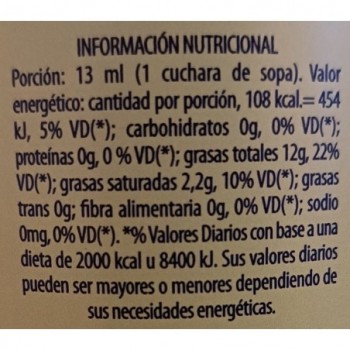 INFORMACIÓN NUTRICIONAL
Porción: 13 ml (1 cuchara de sopa). Valor
energético: cantidad por porción, 108 kcal.= 454
kJ, 5% VD(*); carbohidratos 0g, 0% VD(*);
proteínas 0g, 0 % VD(*); grasas totales 12g, 22%
VD(*); grasas saturadas 2,2g, 10% VD(*); grasas
trans 0g; fibra alimentaria 0g, 0% VD(*); sodio
0mg, 0% VD(*). *% Valores Diarios con base a una
dieta de 2000 kcal u 8400 kJ. Sus valores diarios
pueden ser mayores o menores dependiendo de
sus necesidades energéticas.